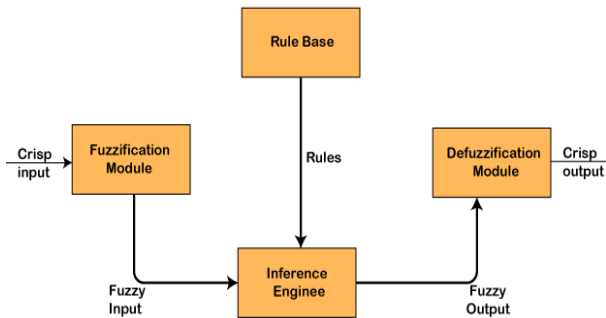 Rule Base
Crisp
input
Fuzzification
Module
Rules
Defuzzification
Module
Crisp
output
Inference
Enginee
Fuzzy
Input
Fuzzy
Output